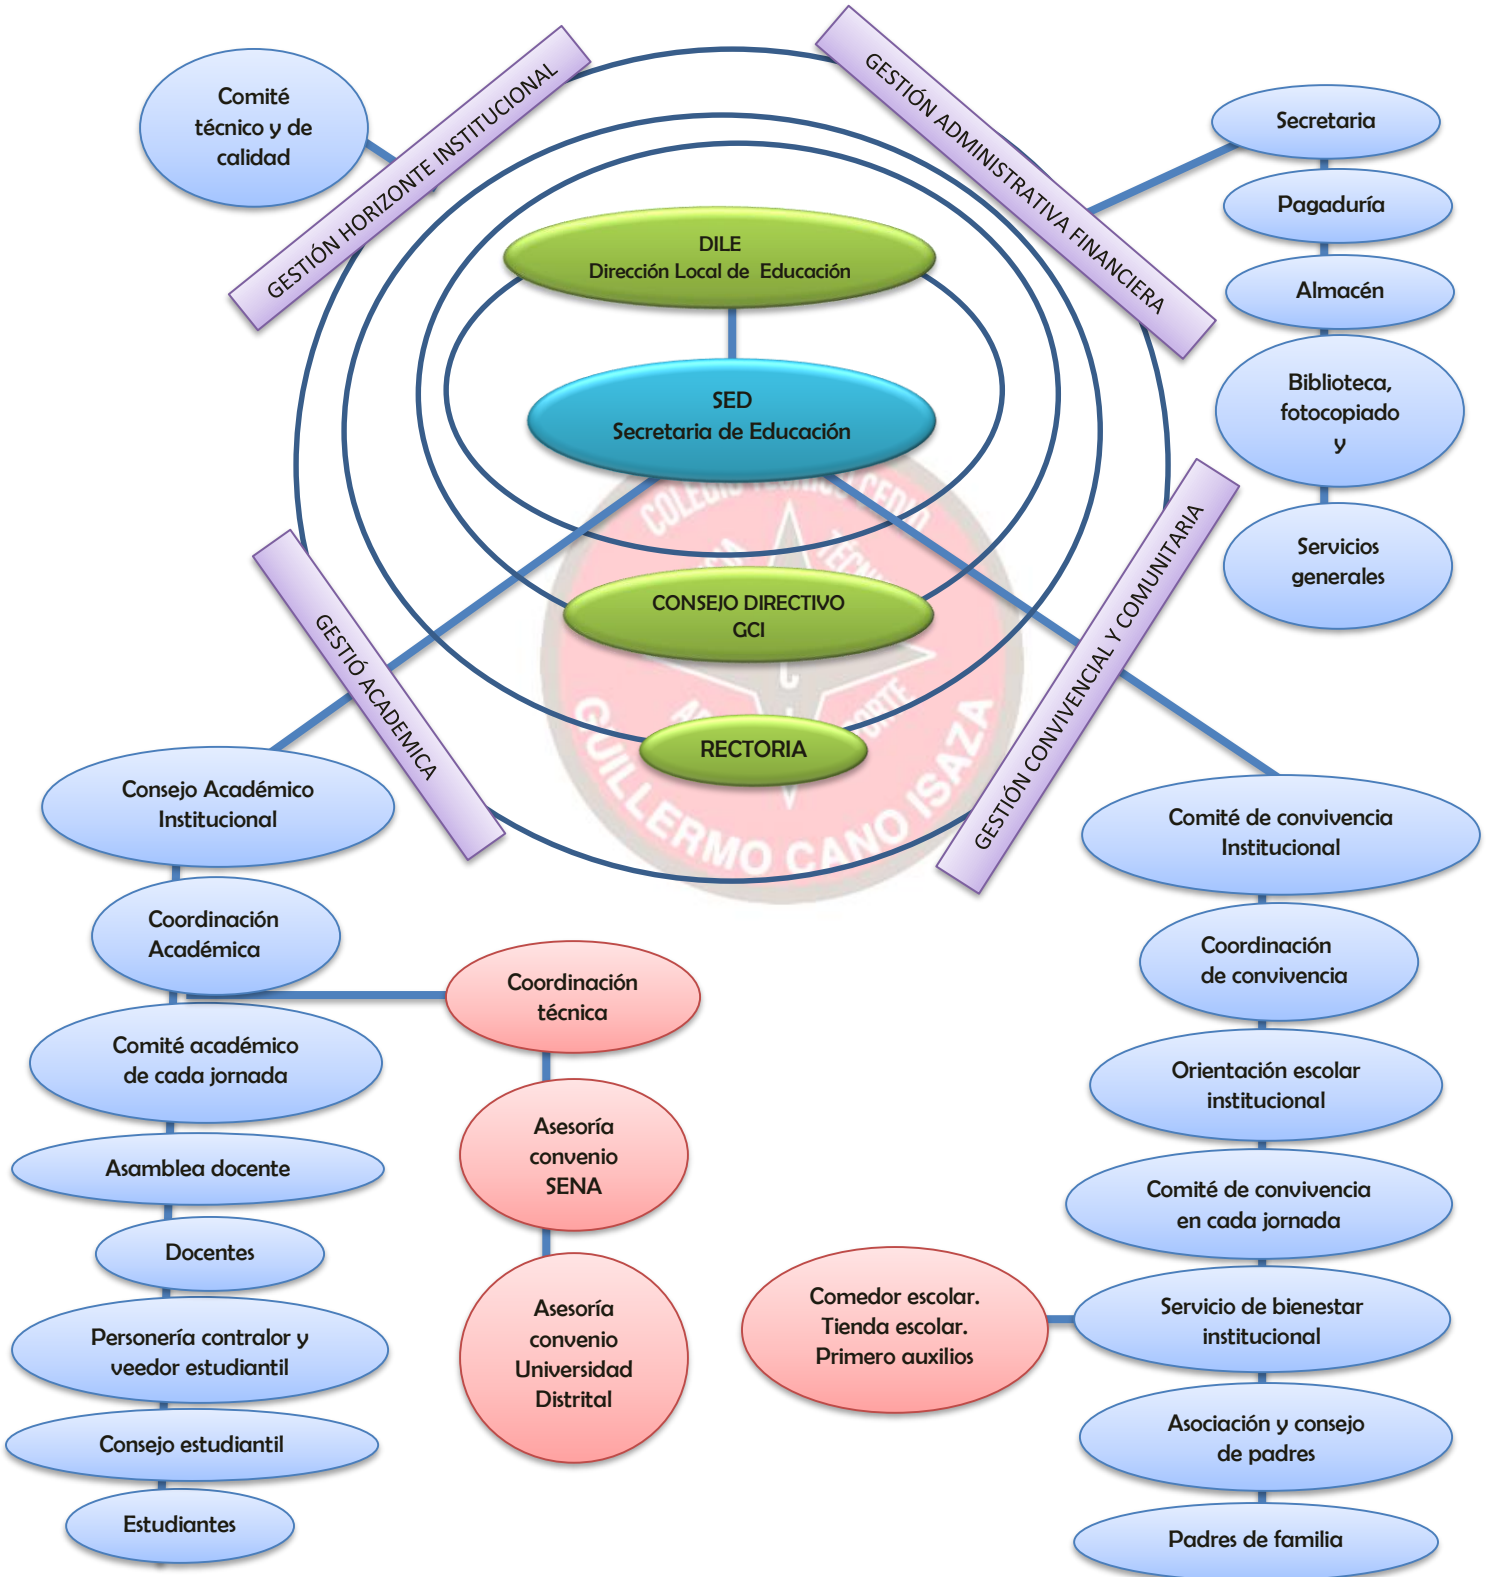 Comité
técnico y de
calidad
GESTIÓN HORIZONTE INSTITUCIONAL
GESTIÓN ADMINISTRATIVA FINANCIERA
Secretaria
Pagaduría
Almacén
Biblioteca,
fotocopiado
y
Servicios
generales
DILE
Dirección Local de Educación
SED
Secretaria de Educación
CONSEJO DIRECTIVO
GCI
RECTORIA
GUILLERMO CANO ISAZA
GESTIÓ ACADEMICA
GESTIÓN CONVIVENCIAL Y COMUNITARIA
Consejo Académico
Institucional
Coordinación
Académica
Comité académico
de cada jornada
Asamblea docente
Docentes
Personería contralor y
veedor estudiantil
Consejo estudiantil
Estudiantes
Coordinación
técnica
Asesoría
convenio
SENA
Asesoría
convenio
Universidad
Distrital
Comedor escolar.
Tienda escolar.
Primero auxilios
Comité de convivencia
Institucional
Coordinación
de convivencia
Orientación escolar
institucional
Comité de convivencia
en cada jornada
Servicio de bienestar
institucional
Asociación y consejo
de padres
Padres de familia